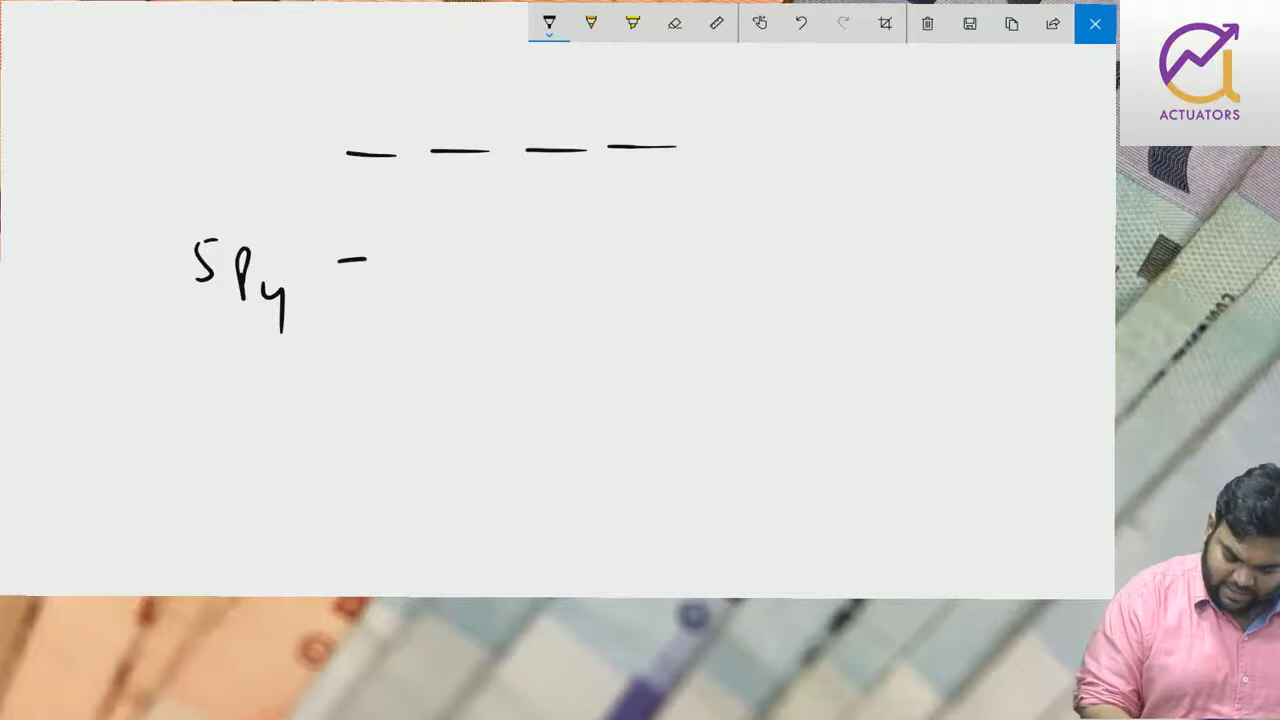 ACTUATORS
— — — —
5P4 -